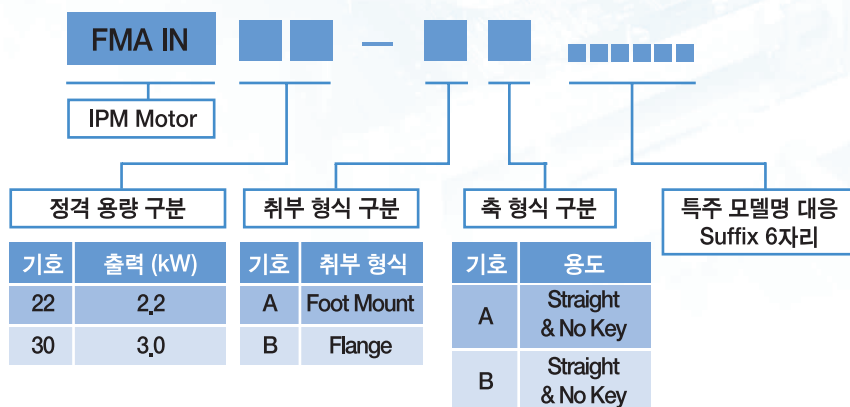 FMA IN
IPM Motor
정격 용량 구분
취부 형식 구분
축 형식 구분
특주 모델명 대응
Suffix 6자리
기호 출력 (kW)
22 2.2
30 3.0
기호 취부 형식
A Foot Mount
B Flange
기호 용도
A Straight
& No Key
B Straight
& No Key